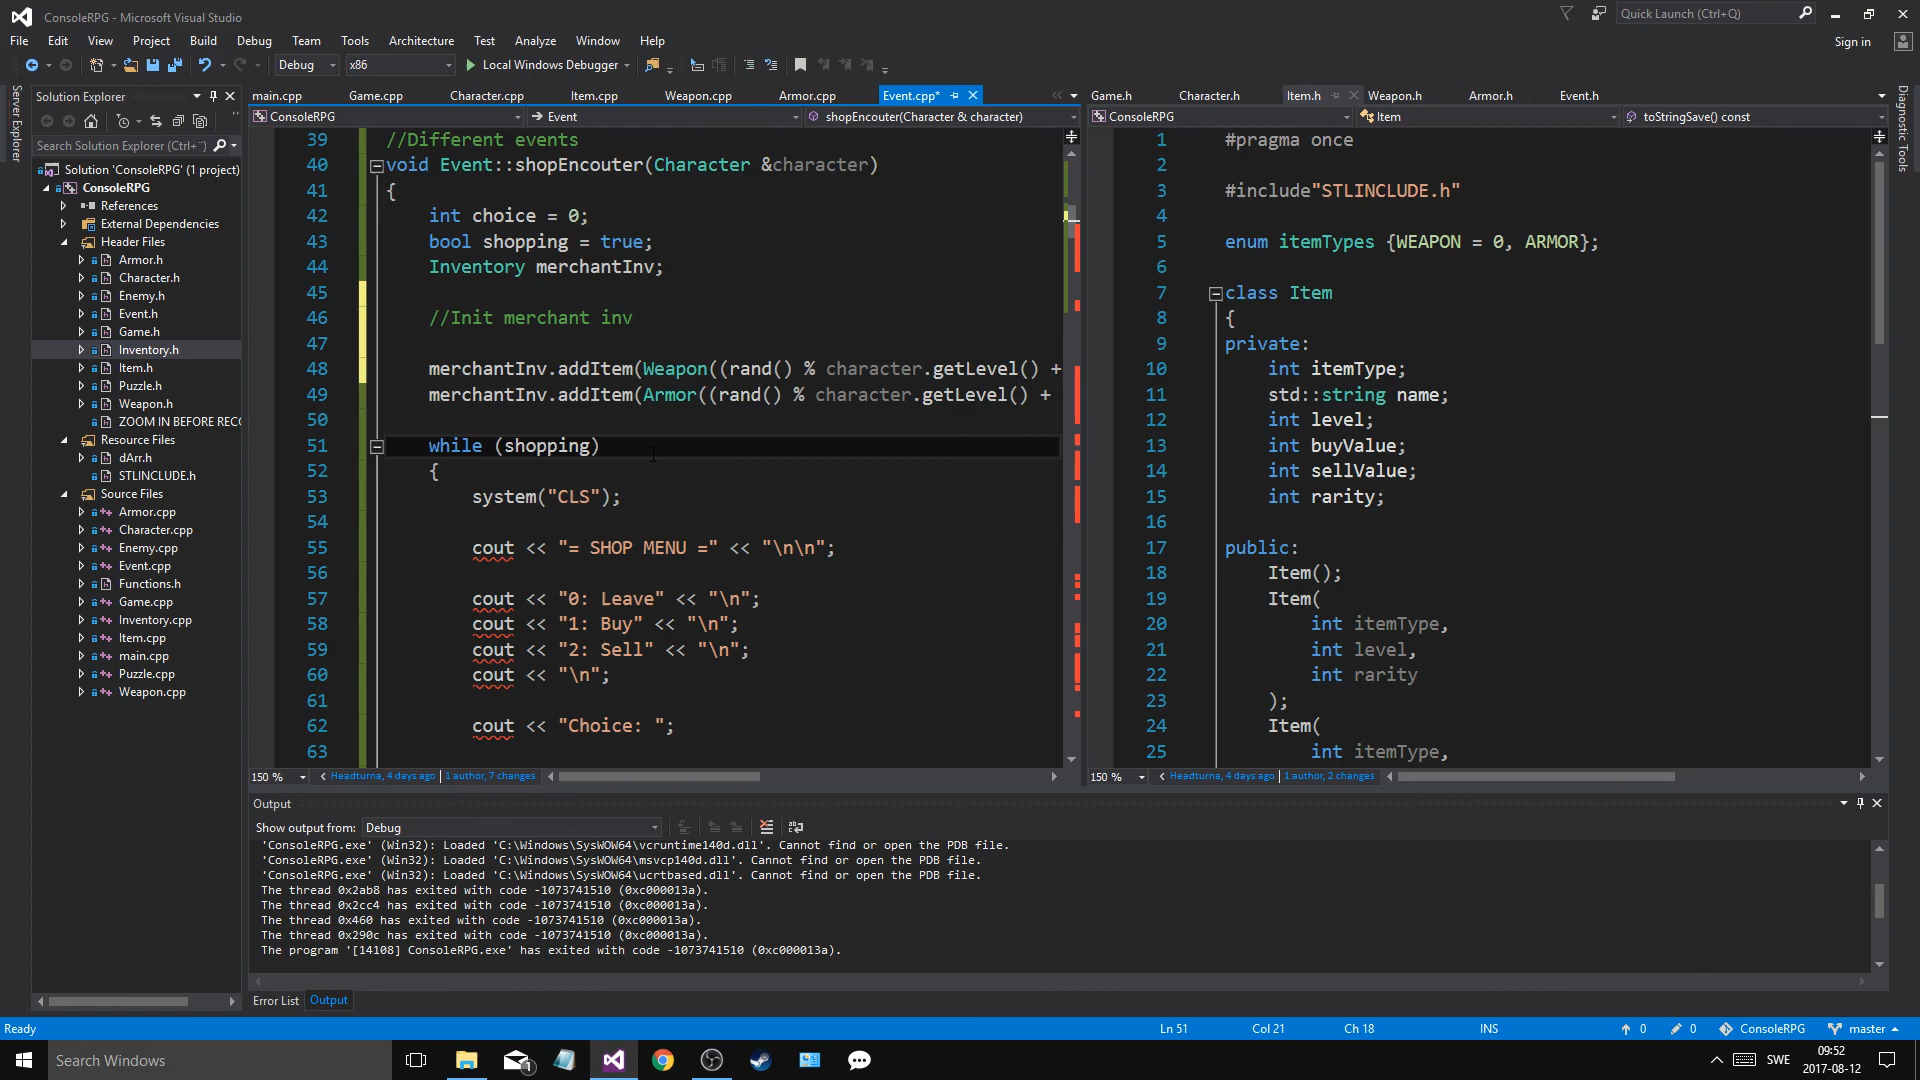 ConsoleRPG - Microsoft Visual Studio
Quick Launch (Ctrl+Q)
File Edit View Project Build Debug Team Tools Architecture Test Analyze Window Help
Sign in
Debug x86 Local Windows Debugger
Server Explorer
Solution Explorer
Search Solution Explorer (Ctrl+¨)
Solution 'ConsoleRPG' (1 project)
ConsoleRPG
References
External Dependencies
Header Files
Armor.h
Character.h
Enemy.h
Event.h
Game.h
Inventory.h
Item.h
Puzzle.h
Weapon.h
ZOOM IN BEFORE RECO
Resource Files
dArr.h
STLINCLUDE.h
Source Files
Armor.cpp
Character.cpp
Enemy.cpp
Event.cpp
Functions.h
Game.cpp
Inventory.cpp
Item.cpp
main.cpp
Puzzle.cpp
Weapon.cpp
main.cpp Game.cpp Character.cpp Item.cpp Weapon.cpp Armor.cpp Event.cpp*
ConsoleRPG Event shopEncouter(Character & character)
39 //Different events
40 void Event::shopEncouter(Character &character)
41 {
42 int choice = 0;
43 bool shopping = true;
44 Inventory merchantInv;
45
46 //Init merchant inv
47
48 merchantInv.addItem(Weapon((rand() % character.getLevel() +
49 merchantInv.addItem(Armor((rand() % character.getLevel() +
50
51 while (shopping)
52 {
53 system("CLS");
54
55 cout << "= SHOP MENU =" << "\n\n";
56
57 cout << "0: Leave" << "\n";
58 cout << "1: Buy" << "\n";
59 cout << "2: Sell" << "\n";
60 cout << "\n";
61
62 cout << "Choice: ";
63
150 % Headturna, 4 days ago | 1 author, 7 changes
Game.h Character.h Item.h Weapon.h Armor.h Event.h
ConsoleRPG Item toStringSave() const
1 #pragma once
2
3 #include"STLINCLUDE.h"
4
5 enum itemTypes {WEAPON = 0, ARMOR};
6
7 class Item
8 {
9 private:
10 int itemType;
11 std::string name;
12 int level;
13 int buyValue;
14 int sellValue;
15 int rarity;
16
17 public:
18 Item();
19 Item(
20 int itemType,
21 int level,
22 int rarity
23 );
24 Item(
25 int itemType,
150 % Headturna, 4 days ago | 1 author, 2 changes
Diagnostic Tools
Output
Show output from: Debug
'ConsoleRPG.exe' (Win32): Loaded 'C:\Windows\SysWOW64\vcruntime140d.dll'. Cannot find or open the PDB file.
'ConsoleRPG.exe' (Win32): Loaded 'C:\Windows\SysWOW64\msvcp140d.dll'. Cannot find or open the PDB file.
'ConsoleRPG.exe' (Win32): Loaded 'C:\Windows\SysWOW64\ucrtbased.dll'. Cannot find or open the PDB file.
The thread 0x2ab8 has exited with code -1073741510 (0xc000013a).
The thread 0x2cc4 has exited with code -1073741510 (0xc000013a).
The thread 0x460 has exited with code -1073741510 (0xc000013a).
The thread 0x290c has exited with code -1073741510 (0xc000013a).
The program '[14108] ConsoleRPG.exe' has exited with code -1073741510 (0xc000013a).
Error List Output
Ready Ln 51 Col 21 Ch 18 INS 0 0 ConsoleRPG master
Search Windows
1
SWE
09:52
2017-08-12